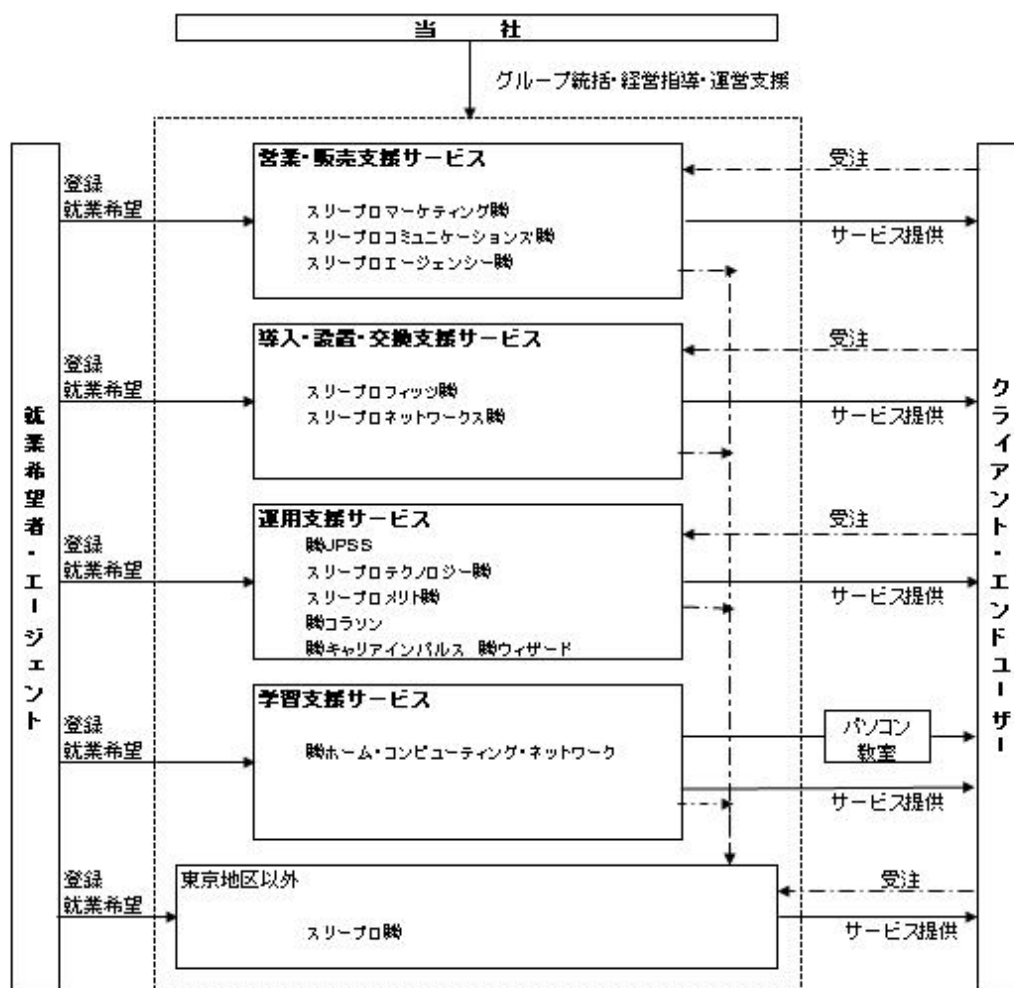 当 社
グループ統括・経営指導・運営支援
就業希望者・エージェント
クライアント・エンドユーザー
登録
就業希望
営業・販売支援サービス
スリープロマーケティング㈱
スリープロコミュニケーションズ㈱
スリープロエージェンシー㈱
受注
サービス提供
登録
就業希望
導入・設置・交換支援サービス
スリープロフィッツ㈱
スリープロネットワークス㈱
受注
サービス提供
登録
就業希望
運用支援サービス
㈱JPSS
スリープロテクノロジー㈱
スリープロメリト㈱
㈱コラソン
㈱キャリアインパルス ㈱ウィザード
受注
サービス提供
登録
就業希望
学習支援サービス
㈱ホーム・コンピューティング・ネットワーク
パソコン
教室
サービス提供
登録
就業希望
東京地区以外
スリープロ㈱
受注
サービス提供